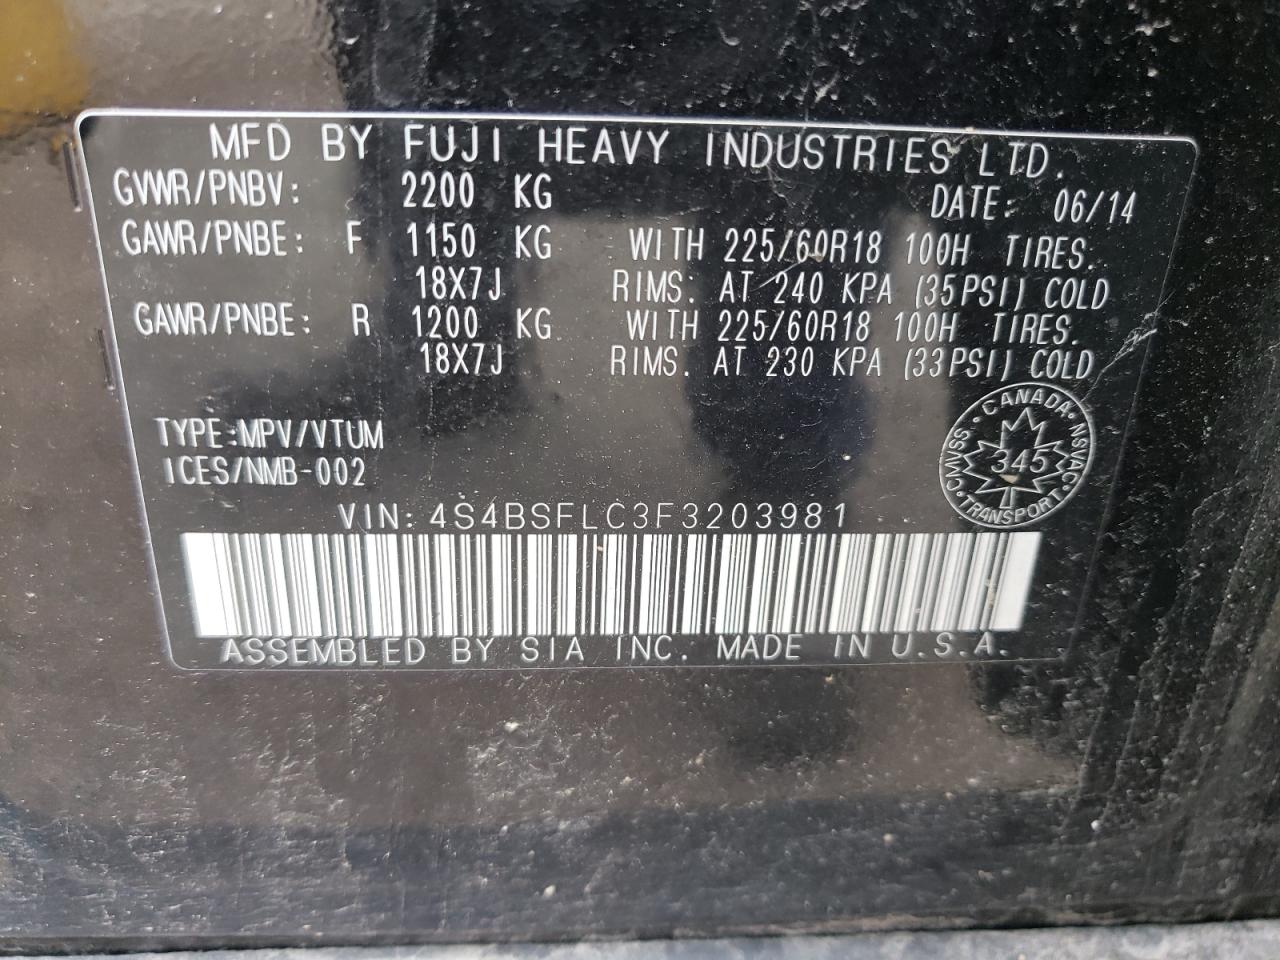 MFD BY FUJI HEAVY INDUSTRIES LTD.
GVWR/PNBV: 2200 KG DATE: 06/14
GAWR/PNBE: F 1150 KG WITH 225/60R18 100H TIRES.
18X7J RIMS: AT 240 KPA (35PSI) COLD
GAWR/PNBE: R 1200 KG WITH 225/60R18 100H TIRES.
18X7J RIMS. AT 230 KPA (33PSI) COLD
TYPE:MPV/VTUM
ICES/NMB-002
CANADA · NSVAC · TRANSPORT · CMVSS ·
345
VIN: 4S4BSFLC3F3203981
ASSEMBLED BY SIA INC. MADE IN U.S.A.